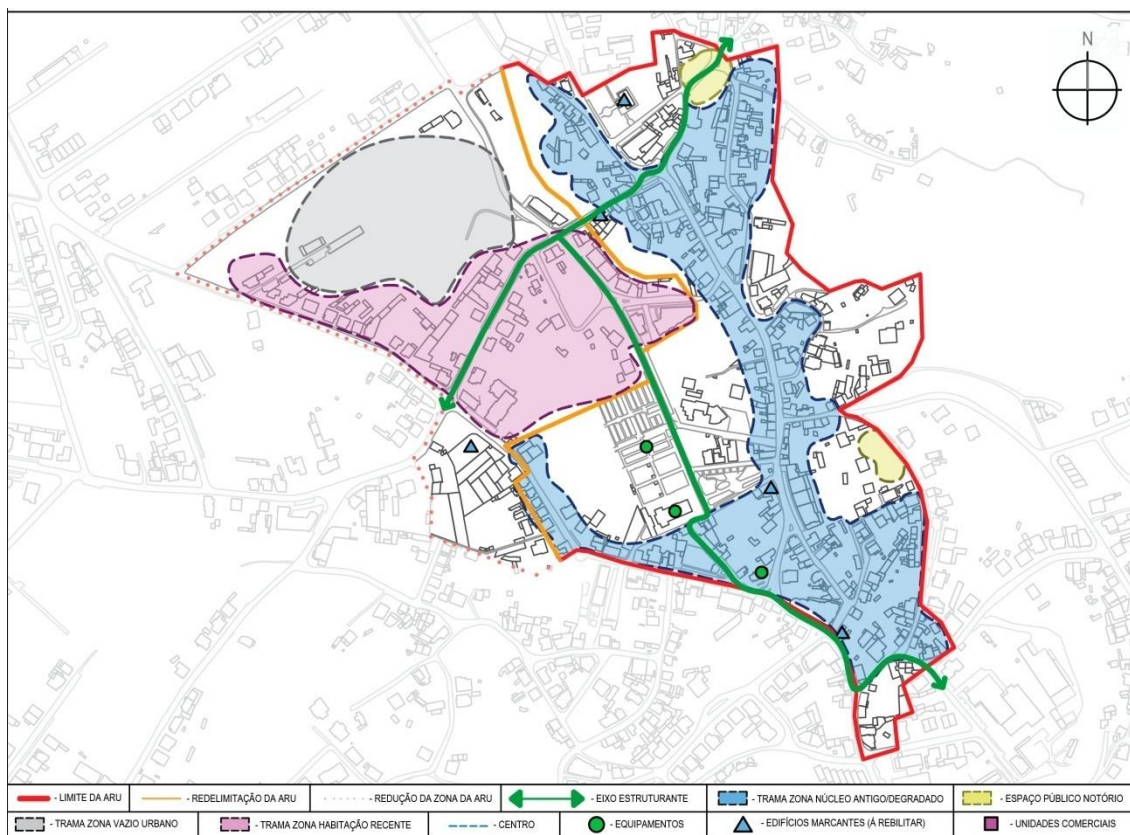 N
- LIMITE DA ARU - REDELIMITAÇÃO DA ARU - REDUÇÃO DA ZONA DA ARU - EIXO ESTRUTURANTE - TRAMA ZONA NÚCLEO ANTIGO/DEGRADADO - ESPAÇO PÚBLICO NOTÓRIO
- TRAMA ZONA VAZIO URBANO - TRAMA ZONA HABITAÇÃO RECENTE - CENTRO - EQUIPAMENTOS - EDIFÍCIOS MARCANTES (Á REBILITAR) - UNIDADES COMERCIAIS